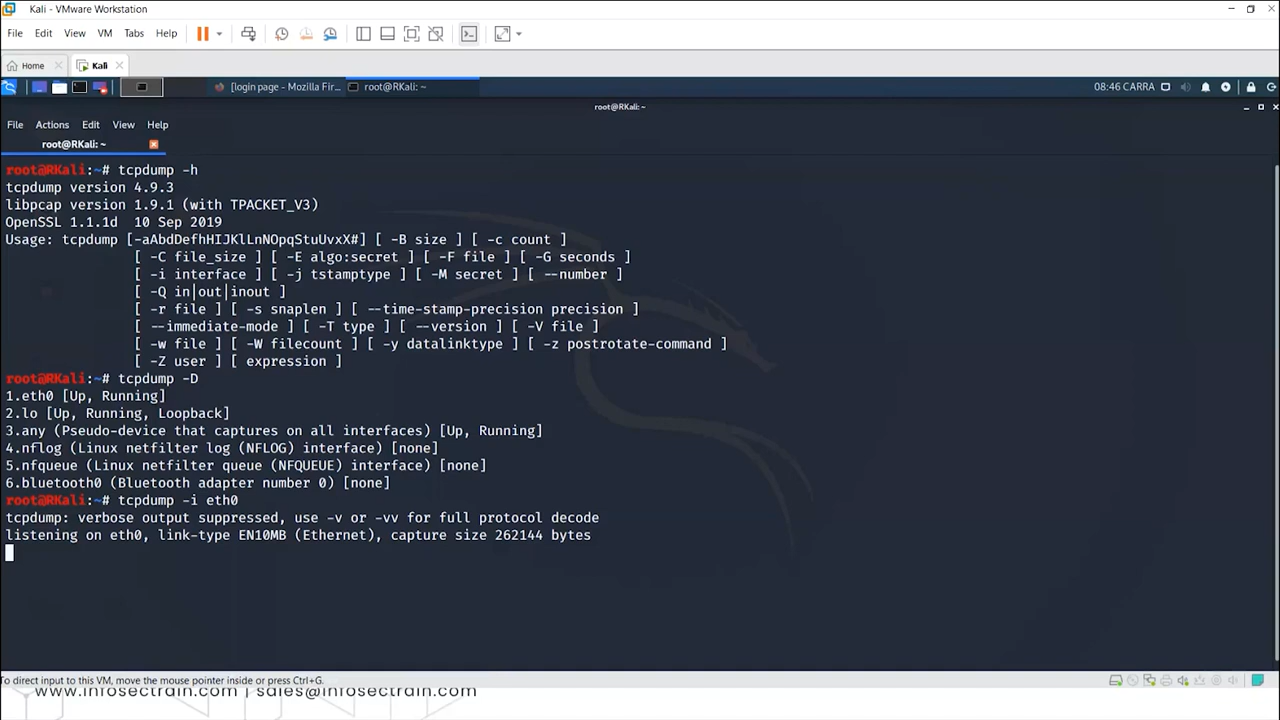 Kali - VMware Workstation
File Edit View VM Tabs Help
Home Kali
[login page - Mozilla Fir... root@RKali: ~ 08:46 CARRA
root@RKali: ~
File Actions Edit View Help
root@RKali: ~
root@RKali:~# tcpdump -h
tcpdump version 4.9.3
libpcap version 1.9.1 (with TPACKET_V3)
OpenSSL 1.1.1d 10 Sep 2019
Usage: tcpdump [-aAbdDefhHIJKlLnNOpqStuUvxX#] [ -B size ] [ -c count ]
[ -C file_size ] [ -E algo:secret ] [ -F file ] [ -G seconds ]
[ -i interface ] [ -j tstamptype ] [ -M secret ] [ --number ]
[ -Q in|out|inout ]
[ -r file ] [ -s snaplen ] [ --time-stamp-precision precision ]
[ --immediate-mode ] [ -T type ] [ --version ] [ -V file ]
[ -w file ] [ -W filecount ] [ -y datalinktype ] [ -z postrotate-command ]
[ -Z user ] [ expression ]
root@RKali:~# tcpdump -D
1.eth0 [Up, Running]
2.lo [Up, Running, Loopback]
3.any (Pseudo-device that captures on all interfaces) [Up, Running]
4.nflog (Linux netfilter log (NFLOG) interface) [none]
5.nfqueue (Linux netfilter queue (NFQUEUE) interface) [none]
6.bluetooth0 (Bluetooth adapter number 0) [none]
root@RKali:~# tcpdump -i eth0
tcpdump: verbose output suppressed, use -v or -vv for full protocol decode
listening on eth0, link-type EN10MB (Ethernet), capture size 262144 bytes
To direct input to this VM, move the mouse pointer inside or press Ctrl+G.
www.infosectrain.com | sales@infosectrain.com